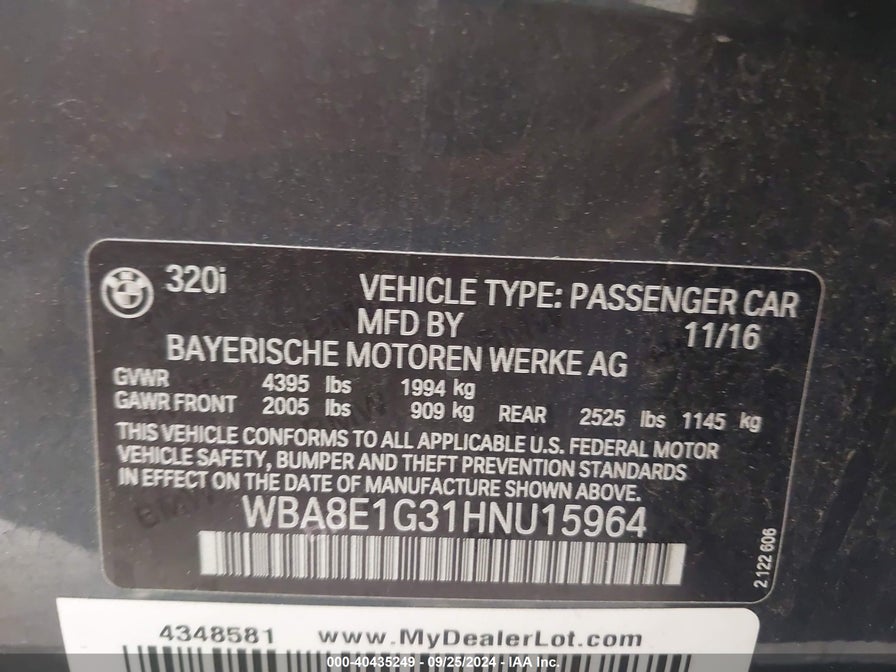 320i
VEHICLE TYPE: PASSENGER CAR
MFD BY 11/16
BAYERISCHE MOTOREN WERKE AG
GVWR 4395 lbs 1994 kg
GAWR FRONT 2005 lbs 909 kg REAR 2525 lbs 1145 kg
THIS VEHICLE CONFORMS TO ALL APPLICABLE U.S. FEDERAL MOTOR
VEHICLE SAFETY, BUMPER AND THEFT PREVENTION STANDARDS
IN EFFECT ON THE DATE OF MANUFACTURE SHOWN ABOVE.
WBA8E1G31HNU15964
2 122 606
4348581 www.MyDealerLot.com
000-40435249 - 09/25/2024 - IAA Inc.